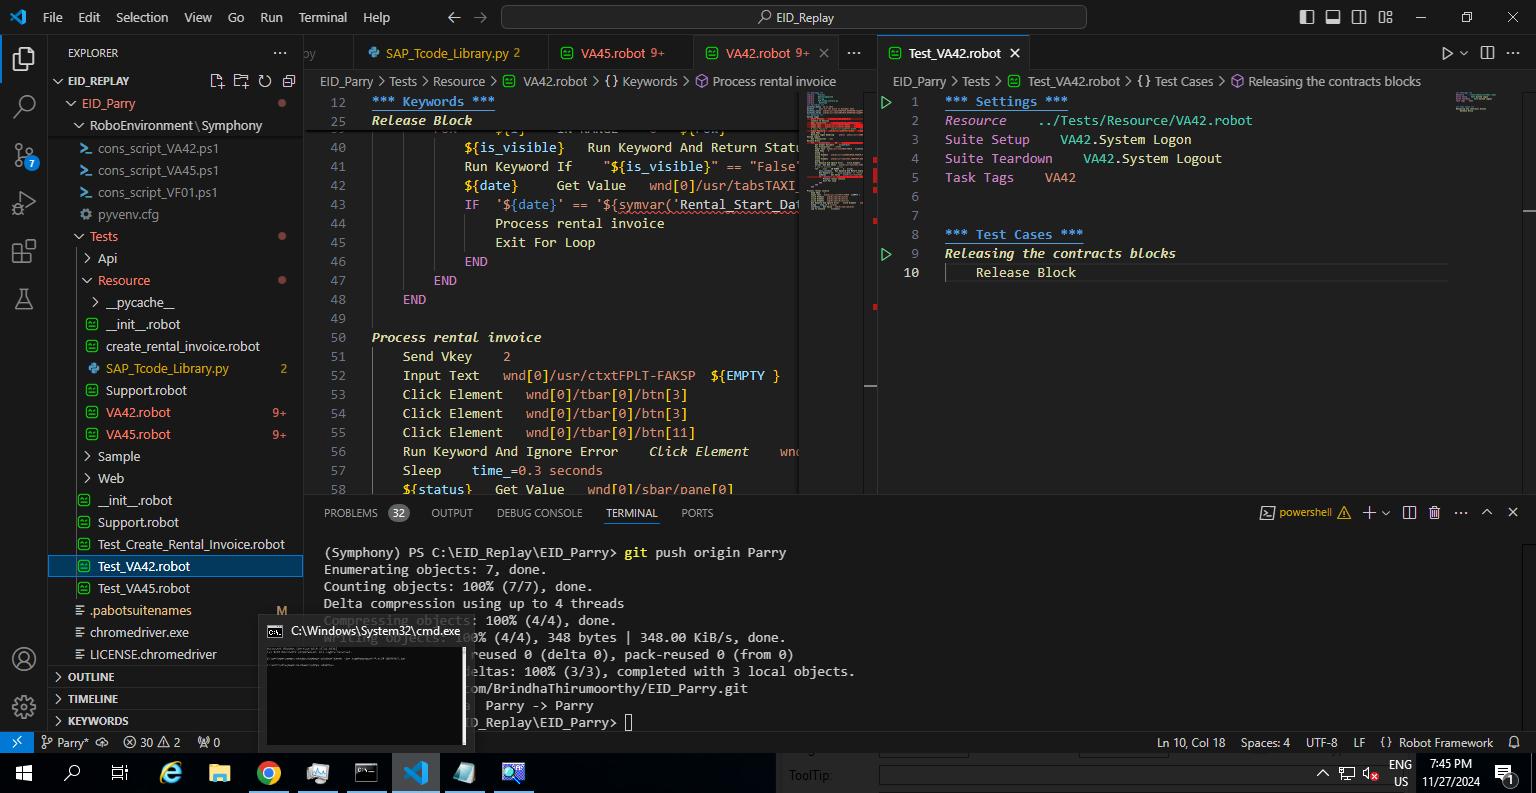 File Edit Selection View Go Run Terminal Help
EID_Replay
EXPLORER
EID_REPLAY
EID_Parry
RoboEnvironment \ Symphony
cons_script_VA42.ps1
cons_script_VA45.ps1
cons_script_VF01.ps1
pyvenv.cfg
Tests
Api
Resource
__pycache__
__init__.robot
create_rental_invoice.robot
SAP_Tcode_Library.py 2
Support.robot
VA42.robot 9+
VA45.robot 9+
Sample
Web
__init__.robot
Support.robot
Test_Create_Rental_Invoice.robot
Test_VA42.robot
Test_VA45.robot
.pabotsuitenames M
chromedriver.exe
LICENSE.chromedriver
OUTLINE
TIMELINE
KEYWORDS
7
py SAP_Tcode_Library.py 2 VA45.robot 9+ VA42.robot 9+
EID_Parry > Tests > Resource > VA42.robot > {} Keywords > Process rental invoice
12 *** Keywords ***
25 Release Block
40 ${is_visible} Run Keyword And Return Statu
41 Run Keyword If "${is_visible}" == "False"
42 ${date} Get Value wnd[0]/usr/tabsTAXI_
43 IF '${date}' == '${symvar('Rental_Start_Dat
44 Process rental invoice
45 Exit For Loop
46 END
47 END
48 END
49
50 Process rental invoice
51 Send Vkey 2
52 Input Text wnd[0]/usr/ctxtFPLT-FAKSP ${EMPTY }
53 Click Element wnd[0]/tbar[0]/btn[3]
54 Click Element wnd[0]/tbar[0]/btn[3]
55 Click Element wnd[0]/tbar[0]/btn[11]
56 Run Keyword And Ignore Error Click Element wnd
57 Sleep time_=0.3 seconds
58 ${status} Get Value wnd[0]/sbar/pane[0]
Test_VA42.robot
EID_Parry > Tests > Test_VA42.robot > {} Test Cases > Releasing the contracts blocks
1 *** Settings ***
2 Resource ../Tests/Resource/VA42.robot
3 Suite Setup VA42.System Logon
4 Suite Teardown VA42.System Logout
5 Task Tags VA42
6
7
8 *** Test Cases ***
9 Releasing the contracts blocks
10 Release Block
PROBLEMS 32 OUTPUT DEBUG CONSOLE TERMINAL PORTS
powershell
(Symphony) PS C:\EID_Replay\EID_Parry> git push origin Parry
Enumerating objects: 7, done.
Counting objects: 100% (7/7), done.
Delta compression using up to 4 threads
Compressing objects: 100% (4/4), done.
Writing objects: 100% (4/4), 348 bytes | 348.00 KiB/s, done.
reused 0 (delta 0), pack-reused 0 (from 0)
eltas: 100% (3/3), completed with 3 local objects.
om/BrindhaThirumoorthy/EID_Parry.git
Parry -> Parry
ID_Replay\EID_Parry>
C:\Windows\System32\cmd.exe
Parry* 30 2 0
Ln 10, Col 18 Spaces: 4 UTF-8 LF {} Robot Framework
ToolTip:
ENG
US
7:45 PM
11/27/2024
1